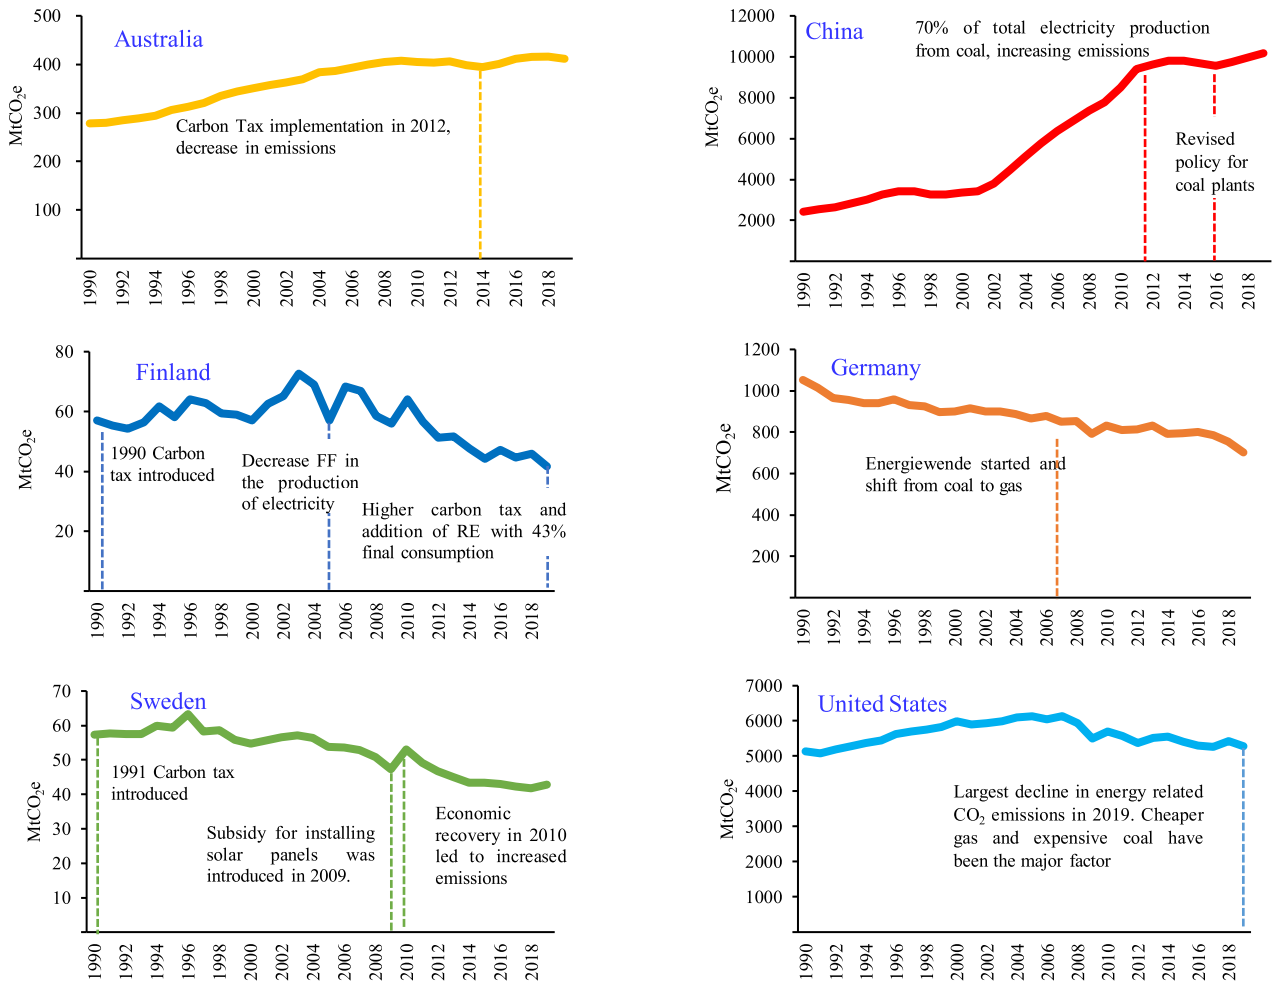 Australia
MtCO2e
500
400
300
200
100
Carbon Tax implementation in 2012,
decrease in emissions
1990 1992 1994 1996 1998 2000 2002 2004 2006 2008 2010 2012 2014 2016 2018
China
MtCO2e
12000
10000
8000
6000
4000
2000
70% of total electricity production
from coal, increasing emissions
Revised
policy for
coal plants
1990 1992 1994 1996 1998 2000 2002 2004 2006 2008 2010 2012 2014 2016 2018
Finland
MtCO2e
80
60
40
20
1990 Carbon
tax introduced
Decrease FF in
the production
of electricity
Higher carbon tax and
addition of RE with 43%
final consumption
1990 1992 1994 1996 1998 2000 2002 2004 2006 2008 2010 2012 2014 2016 2018
Germany
MtCO2e
1200
1000
800
600
400
200
Energiewende started and
shift from coal to gas
1990 1992 1994 1996 1998 2000 2002 2004 2006 2008 2010 2012 2014 2016 2018
Sweden
MtCO2e
70
60
50
40
30
20
10
1991 Carbon tax
introduced
Subsidy for installing
solar panels was
introduced in 2009.
Economic
recovery in 2010
led to increased
emissions
1990 1992 1994 1996 1998 2000 2002 2004 2006 2008 2010 2012 2014 2016 2018
United States
MtCO2e
7000
6000
5000
4000
3000
2000
1000
Largest decline in energy related
CO2 emissions in 2019. Cheaper
gas and expensive coal have
been the major factor
1990 1992 1994 1996 1998 2000 2002 2004 2006 2008 2010 2012 2014 2016 2018